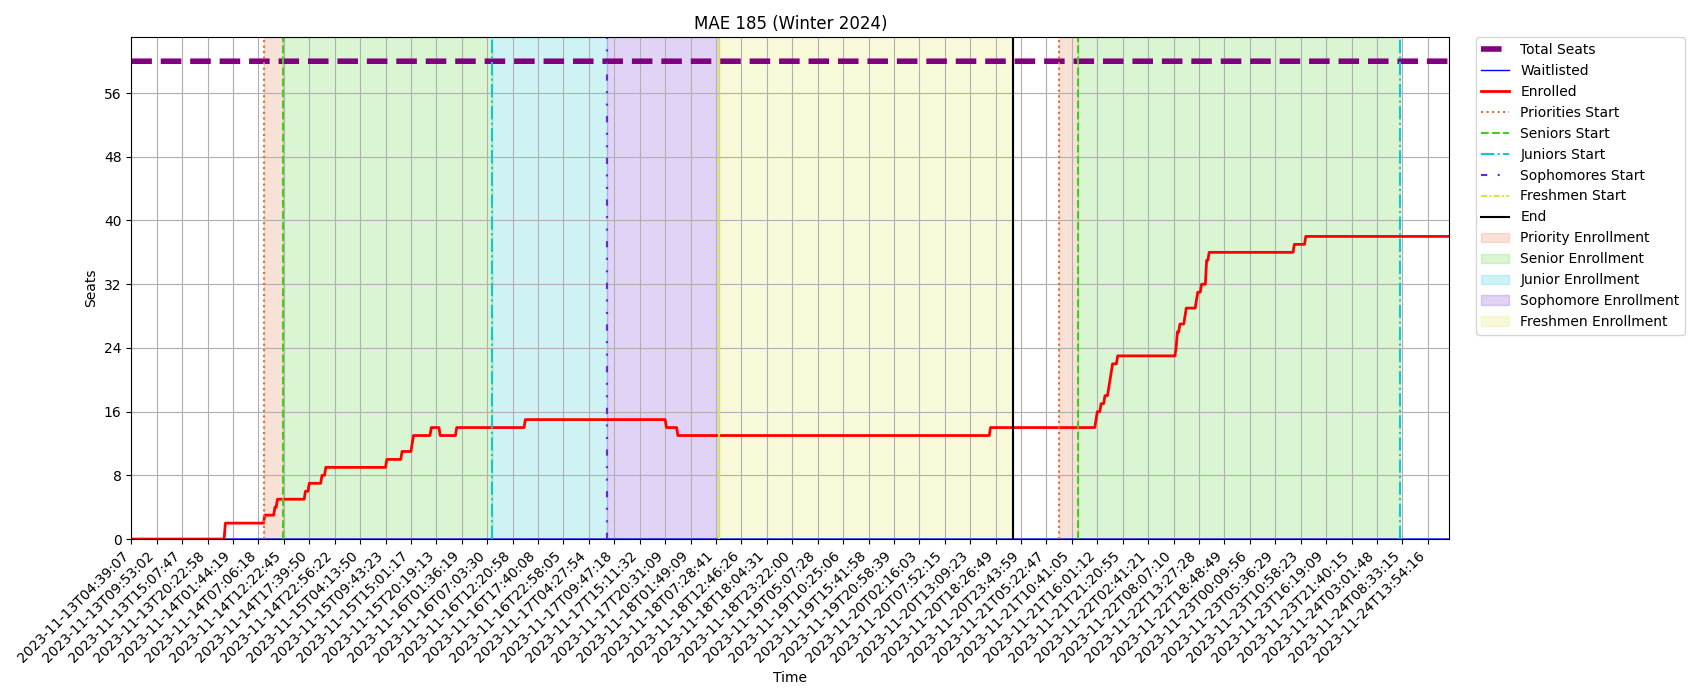 MAE 185 (Winter 2024)
Seats
56
48
40
32
24
16
8
0
2023-11-13T04:39:07
2023-11-13T09:53:02
2023-11-13T15:07:47
2023-11-13T20:22:58
2023-11-14T01:44:19
2023-11-14T07:06:18
2023-11-14T12:22:45
2023-11-14T17:39:50
2023-11-14T22:56:22
2023-11-15T04:13:50
2023-11-15T09:43:23
2023-11-15T15:01:17
2023-11-15T20:19:13
2023-11-16T01:36:19
2023-11-16T07:03:30
2023-11-16T12:20:58
2023-11-16T17:40:08
2023-11-16T22:58:05
2023-11-17T04:27:54
2023-11-17T09:47:18
2023-11-17T15:11:32
2023-11-17T20:31:09
2023-11-18T01:49:09
2023-11-18T07:28:41
2023-11-18T12:46:26
2023-11-18T18:04:31
2023-11-18T23:22:00
2023-11-19T05:07:28
2023-11-19T10:25:06
2023-11-19T15:41:58
2023-11-19T20:58:39
2023-11-20T02:16:03
2023-11-20T07:52:15
2023-11-20T13:09:23
2023-11-20T18:26:49
2023-11-20T23:43:59
2023-11-21T05:22:47
2023-11-21T10:41:05
2023-11-21T16:01:12
2023-11-21T21:20:55
2023-11-22T02:41:21
2023-11-22T08:07:10
2023-11-22T13:27:28
2023-11-22T18:48:49
2023-11-23T00:09:56
2023-11-23T05:36:29
2023-11-23T10:58:23
2023-11-23T16:19:09
2023-11-23T21:40:15
2023-11-24T03:01:48
2023-11-24T08:33:15
2023-11-24T13:54:16
Time
Total Seats
Waitlisted
Enrolled
Priorities Start
Seniors Start
Juniors Start
Sophomores Start
Freshmen Start
End
Priority Enrollment
Senior Enrollment
Junior Enrollment
Sophomore Enrollment
Freshmen Enrollment